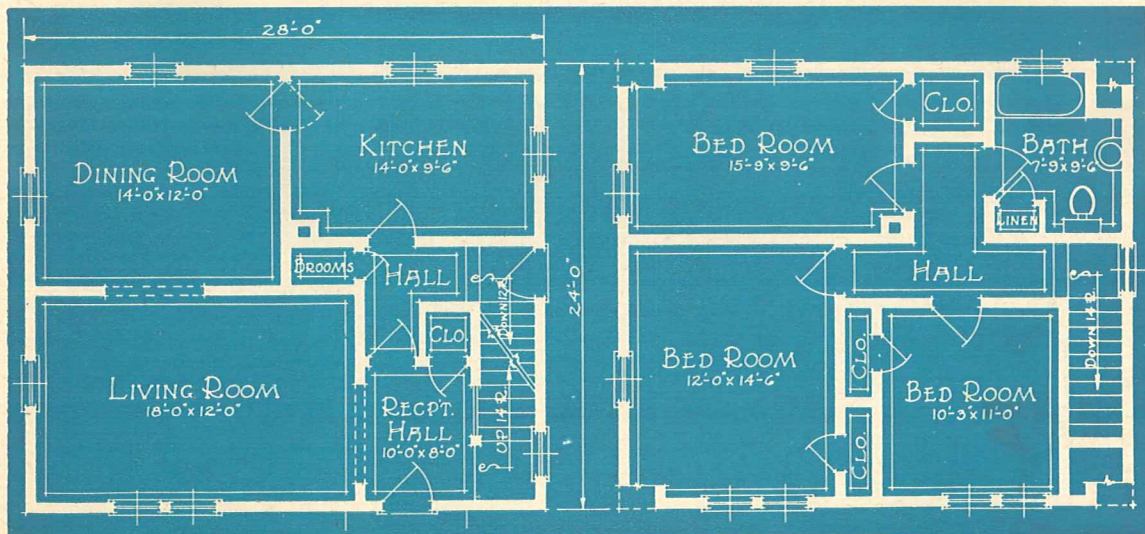 28'-0"
DINING ROOM
14'-0" x 12'-0"
KITCHEN
14'-0" x 9'-6"
BROOMS
HALL
DOWN 12 R.
CLO.
LIVING ROOM
18'-0" x 12'-0"
RECP'T.
HALL
10'-0" x 8'-0"
UP 14 R.
24'-0"
BED ROOM
15'-9" x 9'-6"
CLO.
BATH
7'-9" x 9'-6"
LINEN
HALL
BED ROOM
12'-0" x 14'-6"
CLO.
CLO.
BED ROOM
10'-3" x 11'-0"
DOWN 14 R.